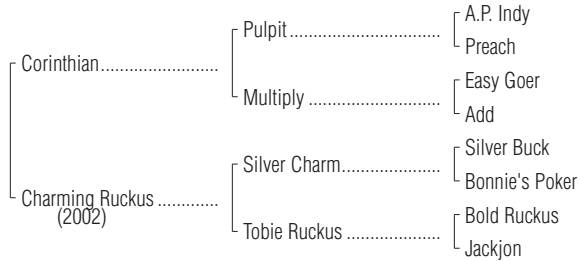 A.P. Indy
Pulpit
Preach
Corinthian
Easy Goer
Multiply
Add
Silver Buck
Silver Charm
Bonnie's Poker
Charming Ruckus
(2002)
Bold Ruckus
Tobie Ruckus
Jackjon